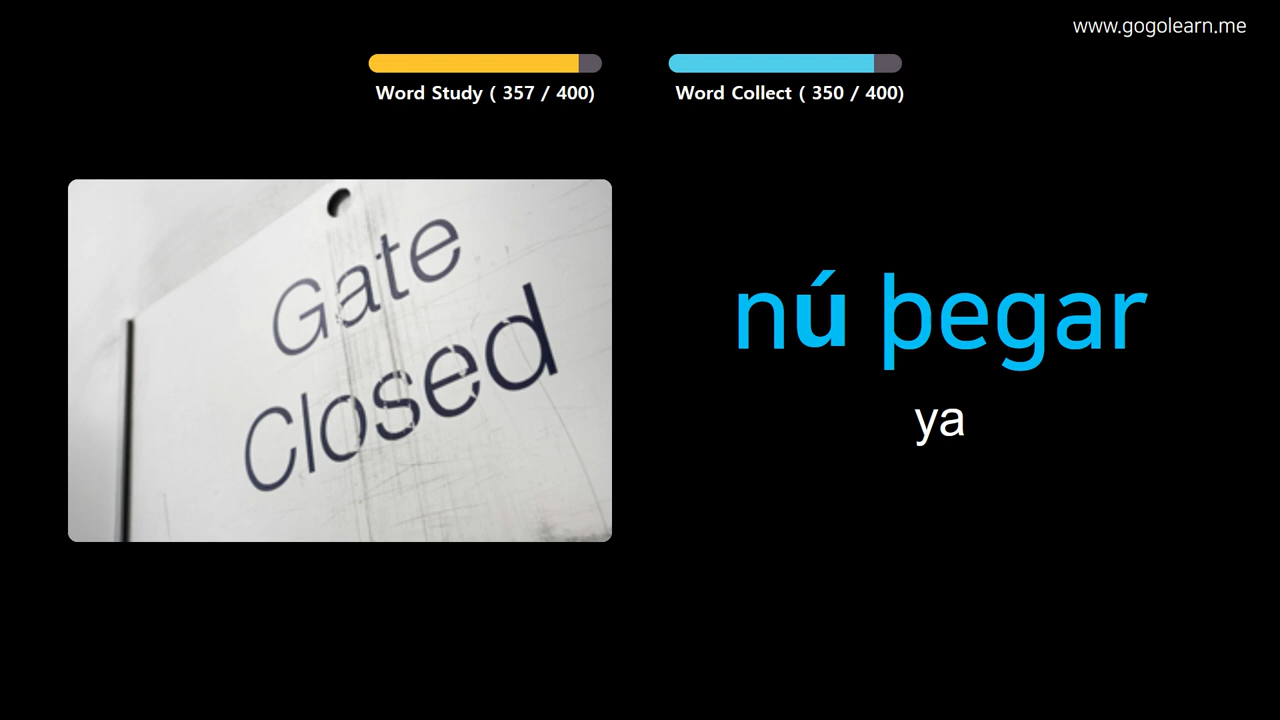 www.gogolearn.me
Word Study ( 357 / 400)
Word Collect ( 350 / 400)
Gate
Closed
nú þegar
ya